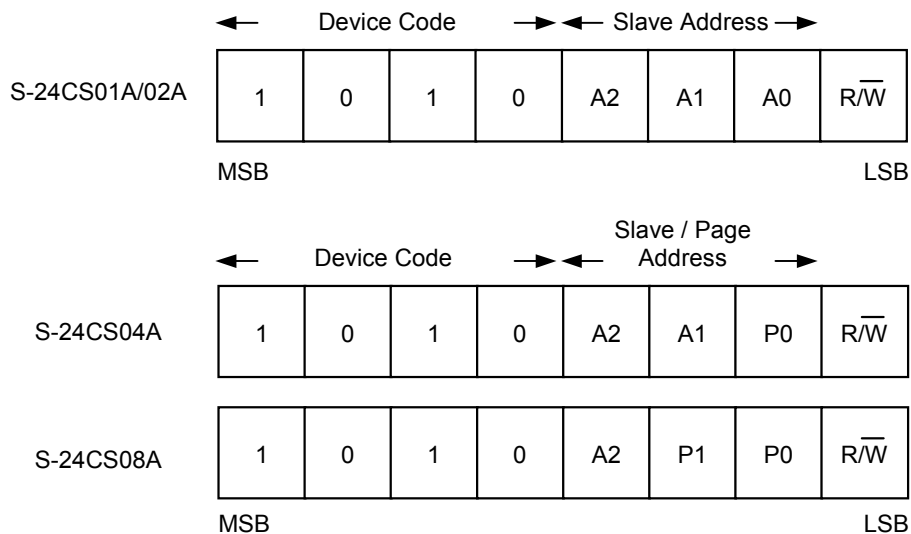 Device Code Slave Address
S-24CS01A/02A 1 0 1 0 A2 A1 A0 R/W̅
MSB LSB
Slave / Page
Device Code Address
S-24CS04A 1 0 1 0 A2 A1 P0 R/W̅
S-24CS08A 1 0 1 0 A2 P1 P0 R/W̅
MSB LSB